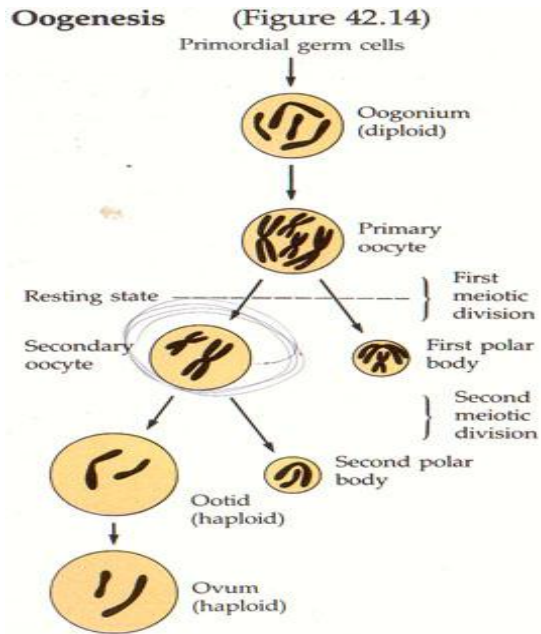 Oogenesis (Figure 42.14)
Primordial germ cells
Oogonium
(diploid)
Primary
oocyte
Resting state
First
meiotic
division
Secondary
oocyte
First polar
body
Second
meiotic
division
Second polar
body
Ootid
(haploid)
Ovum
(haploid)